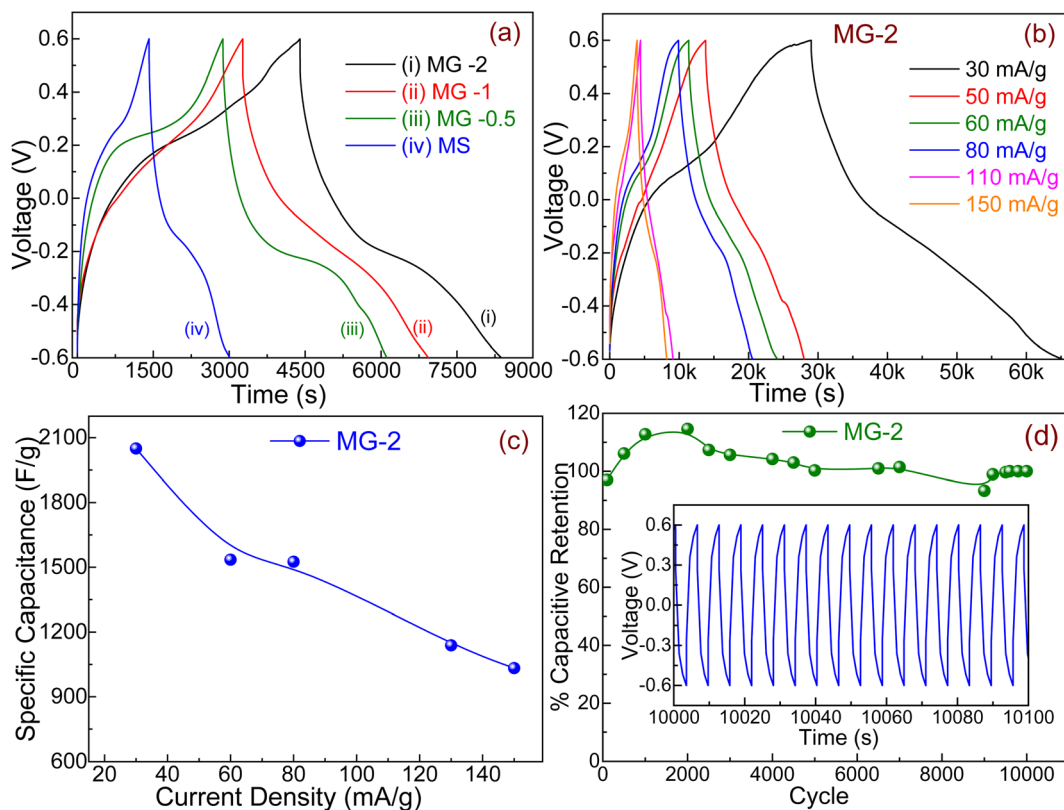 (a)
0.6
0.4
0.2
0.0
-0.2
-0.4
-0.6
Voltage (V)
(i) MG -2
(ii) MG -1
(iii) MG -0.5
(iv) MS
(iv)
(iii)
(ii)
(i)
0 1500 3000 4500 6000 7500 9000
Time (s)
MG-2
(b)
0.6
0.4
0.2
0.0
-0.2
-0.4
-0.6
Voltage (V)
30 mA/g
50 mA/g
60 mA/g
80 mA/g
110 mA/g
150 mA/g
0 10k 20k 30k 40k 50k 60k
Time (s)
MG-2
(c)
2100
1800
1500
1200
900
600
Specific Capacitance (F/g)
20 40 60 80 100 120 140
Current Density (mA/g)
MG-2
(d)
120
100
80
60
40
20
0
% Capacitive Retention
0.6
0.3
0.0
-0.3
-0.6
Voltage (V)
10000 10020 10040 10060 10080 10100
Time (s)
0 2000 4000 6000 8000 10000
Cycle